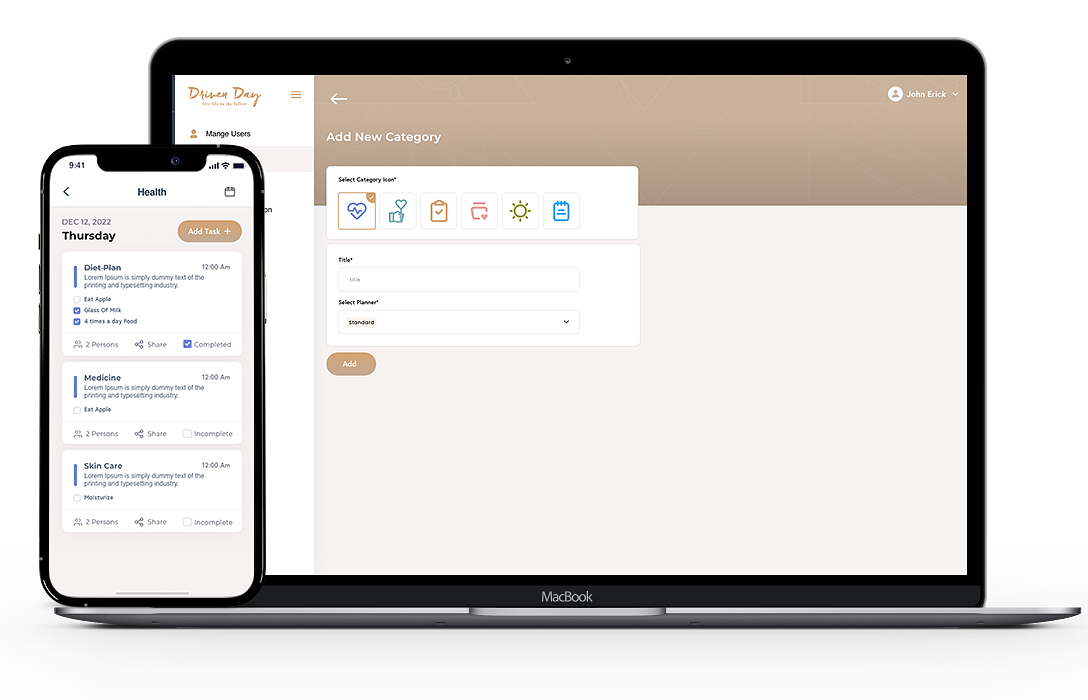 Driven Day
live life to the fullest
Mange Users
on
John Erick
Add New Category
Select Category Icon*
Title*
title
Select Planner*
Standard
Add
MacBook
9:41
Health
DEC 12, 2022
Thursday
Add Task +
Diet Plan
12:00 Am
Lorem Ipsum is simply dummy text of the
printing and typesetting industry.
Eat Apple
Glass Of Milk
4 times a day Food
2 Persons
Share
Completed
Medicine
12:00 Am
Lorem Ipsum is simply dummy text of the
printing and typesetting industry.
Eat Apple
2 Persons
Share
Incomplete
Skin Care
12:00 Am
Lorem Ipsum is simply dummy text of the
printing and typesetting industry.
Moisturize
2 Persons
Share
Incomplete